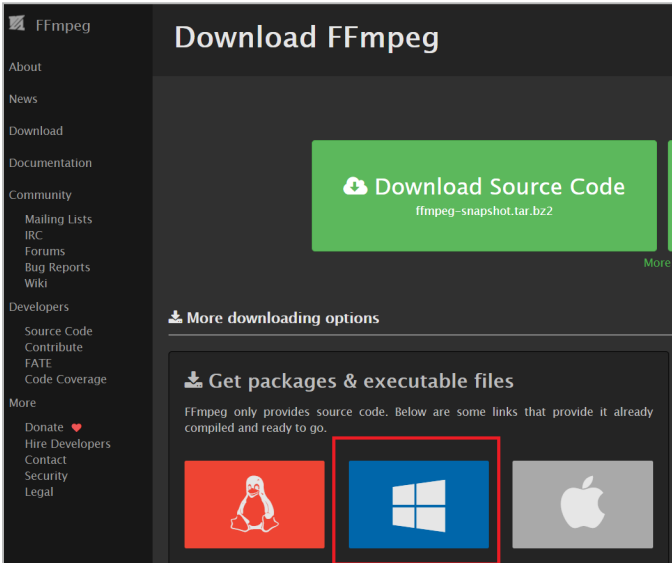 FFmpeg
About
News
Download
Documentation
Community
Mailing Lists
IRC
Forums
Bug Reports
Wiki
Developers
Source Code
Contribute
FATE
Code Coverage
More
Donate
Hire Developers
Contact
Security
Legal
Download FFmpeg
Download Source Code
ffmpeg-snapshot.tar.bz2
More
More downloading options
Get packages & executable files
FFmpeg only provides source code. Below are some links that provide it already
compiled and ready to go.